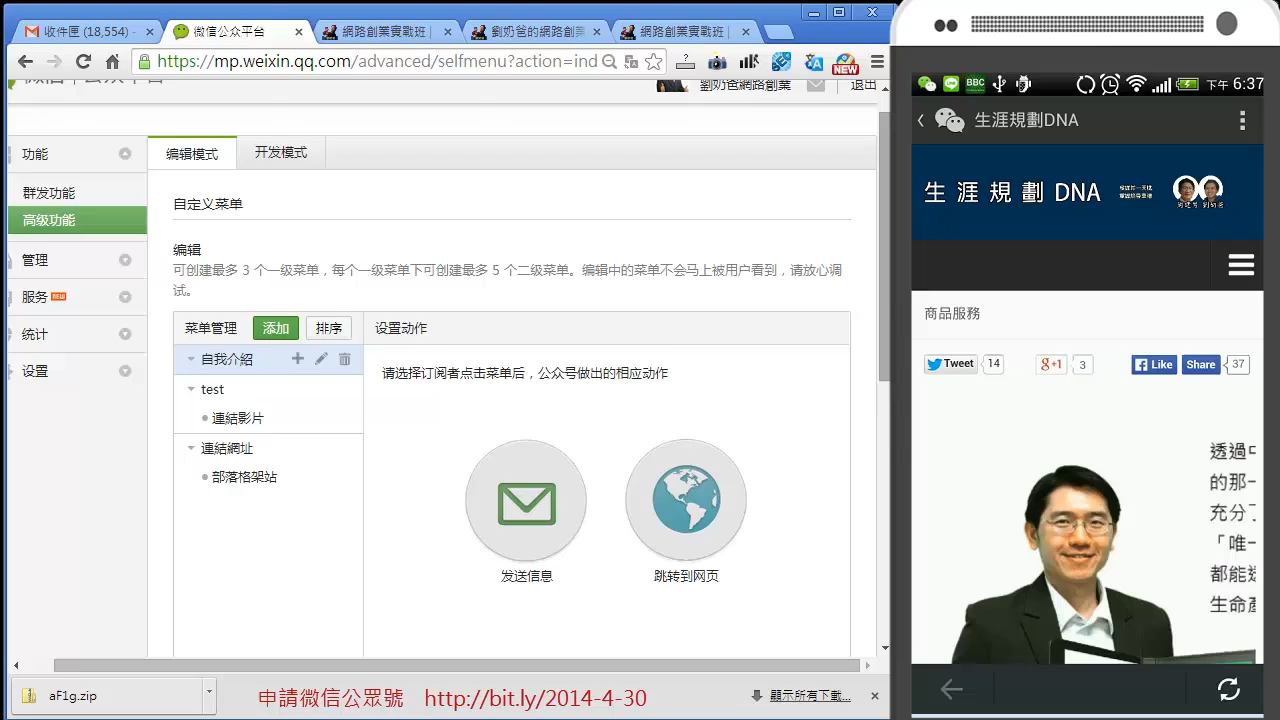 收件匣 (18,554) -
微信公众平台
網路創業實戰班 |
劉奶爸的網路創業
網路創業實戰班 |
https://mp.weixin.qq.com/advanced/selfmenu?action=ind
NEW
劉奶爸網路創業
退出
功能
群发功能
高级功能
管理
服务 NEW
统计
设置
编辑模式
开发模式
自定义菜单
编辑
可创建最多 3 个一级菜单，每个一级菜单下可创建最多 5 个二级菜单。编辑中的菜单不会马上被用户看到，请放心调
试。
菜单管理
添加
排序
设置动作
自我介紹
test
連結影片
連結網址
部落格架站
请选择订阅者点击菜单后，公众号做出的相应动作
发送信息
跳转到网页
aF1g.zip
申請微信公眾號 http://bit.ly/2014-4-30
顯示所有下載...
BBC
下午 6:37
生涯規劃DNA
生 涯 規 劃 DNA
商品服務
Tweet 14
g+1 3
Like Share 37
透過中
的那一
充分了
「唯一
都能透
生命產